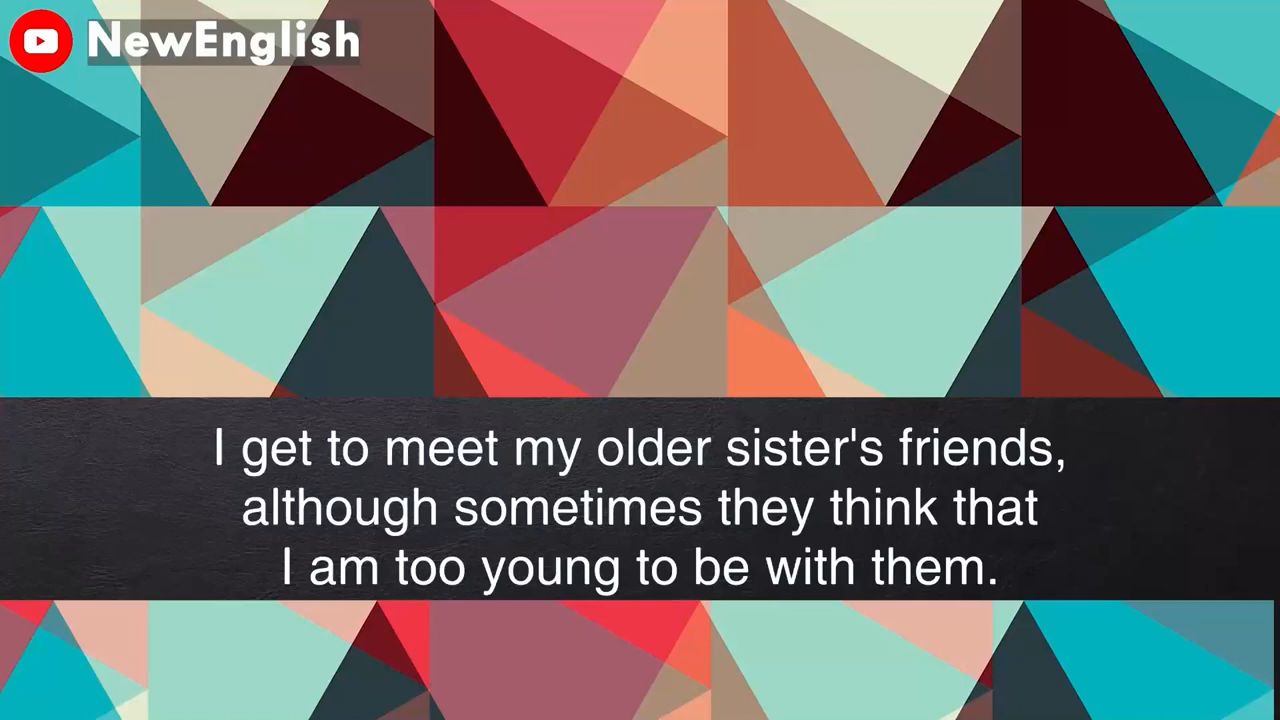 NewEnglish
I get to meet my older sister's friends,
although sometimes they think that
I am too young to be with them.